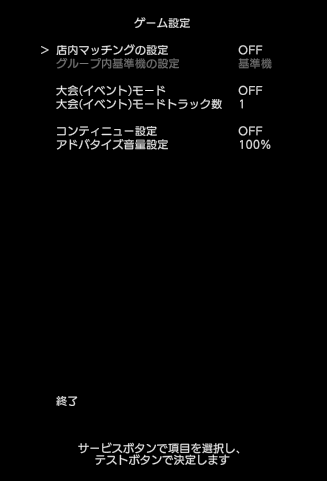 ゲーム設定
> 店内マッチングの設定 OFF
グループ内基準機の設定 基準機
大会(イベント)モード OFF
大会(イベント)モードトラック数 1
コンティニュー設定 OFF
アドバタイズ音量設定 100%
終了
サービスボタンで項目を選択し、
テストボタンで決定します